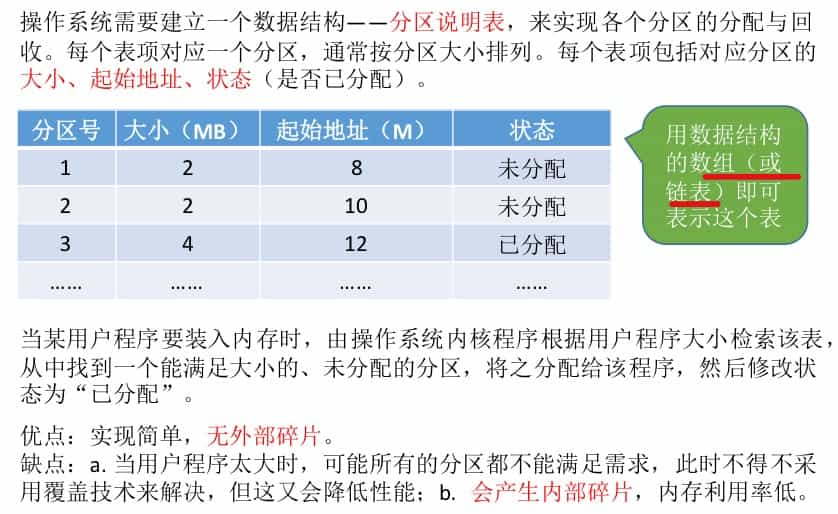 操作系统需要建立一个数据结构——分区说明表，来实现各个分区的分配与回
收。每个表项对应一个分区，通常按分区大小排列。每个表项包括对应分区的
大小、起始地址、状态（是否已分配）。
分区号 大小（MB） 起始地址（M） 状态
1 2 8 未分配
2 2 10 未分配
3 4 12 已分配
…… …… …… ……
用数据结构
的数组（或
链表）即可
表示这个表
当某用户程序要装入内存时，由操作系统内核程序根据用户程序大小检索该表，
从中找到一个能满足大小的、未分配的分区，将之分配给该程序，然后修改状
态为“已分配”。
优点：实现简单，无外部碎片。
缺点：a. 当用户程序太大时，可能所有的分区都不能满足需求，此时不得不采
用覆盖技术来解决，但这又会降低性能；b. 会产生内部碎片，内存利用率低。